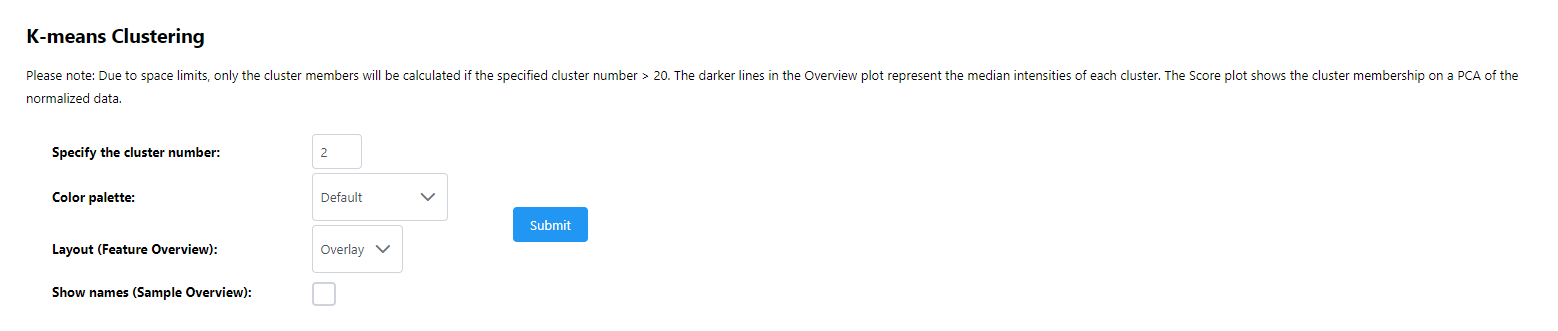 K-means Clustering
Please note: Due to space limits, only the cluster members will be calculated if the specified cluster number > 20. The darker lines in the Overview plot represent the median intensities of each cluster. The Score plot shows the cluster membership on a PCA of the
normalized data.
Specify the cluster number: 2
Color palette: Default
Submit
Layout (Feature Overview): Overlay
Show names (Sample Overview):